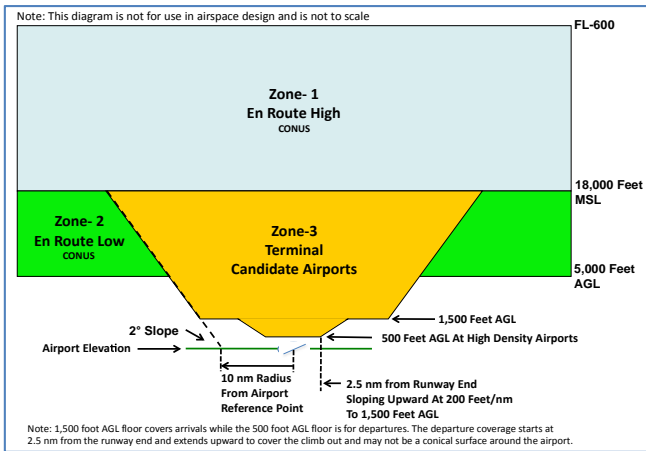 Note: This diagram is not for use in airspace design and is not to scale
FL-600
Zone- 1
En Route High
CONUS
18,000 Feet
MSL
Zone- 2
En Route Low
CONUS
Zone-3
Terminal
Candidate Airports
5,000 Feet
AGL
1,500 Feet AGL
2° Slope
500 Feet AGL At High Density Airports
Airport Elevation
10 nm Radius
From Airport
Reference Point
2.5 nm from Runway End
Sloping Upward At 200 Feet/nm
To 1,500 Feet AGL
Note: 1,500 foot AGL floor covers arrivals while the 500 foot AGL floor is for departures. The departure coverage starts at
2.5 nm from the runway end and extends upward to cover the climb out and may not be a conical surface around the airport.